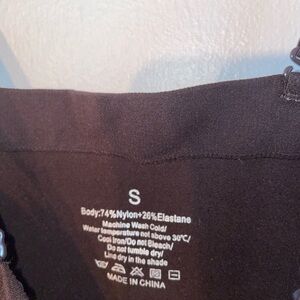 S
Body:74%Nylon+26%Elastane
Machine Wash Cold/
Water temperature not above 30℃/
Cool Iron/Do not Bleach/
Do not tumble dry/
Line dry in the shade
MADE IN CHINA